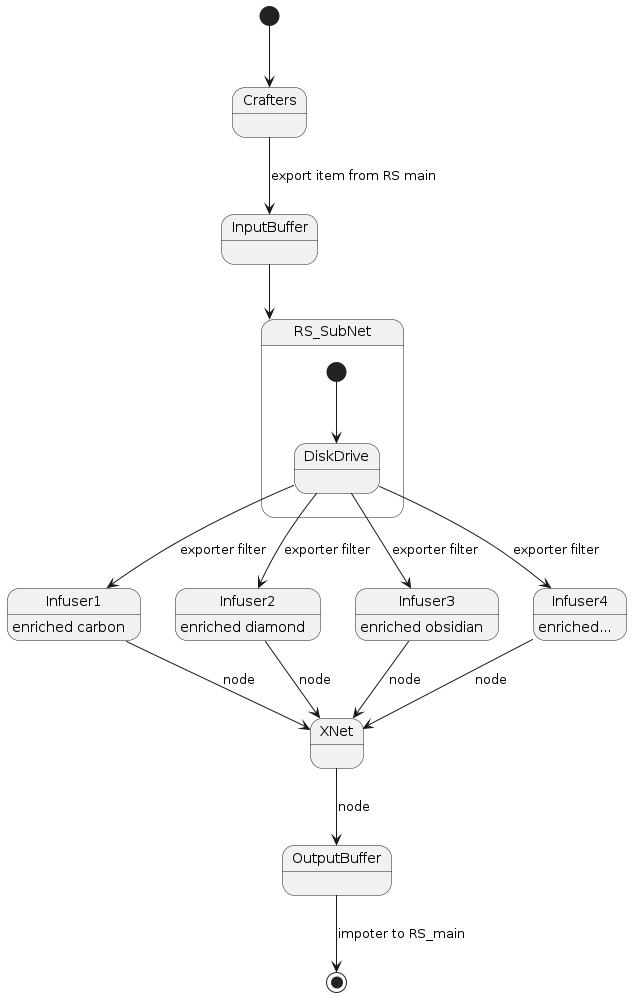 Crafters
export item from RS main
InputBuffer
RS_SubNet
DiskDrive
exporter filter
exporter filter
exporter filter
exporter filter
Infuser1
enriched carbon
Infuser2
enriched diamond
Infuser3
enriched obsidian
Infuser4
enriched...
node
node
node
node
XNet
node
OutputBuffer
impoter to RS_main